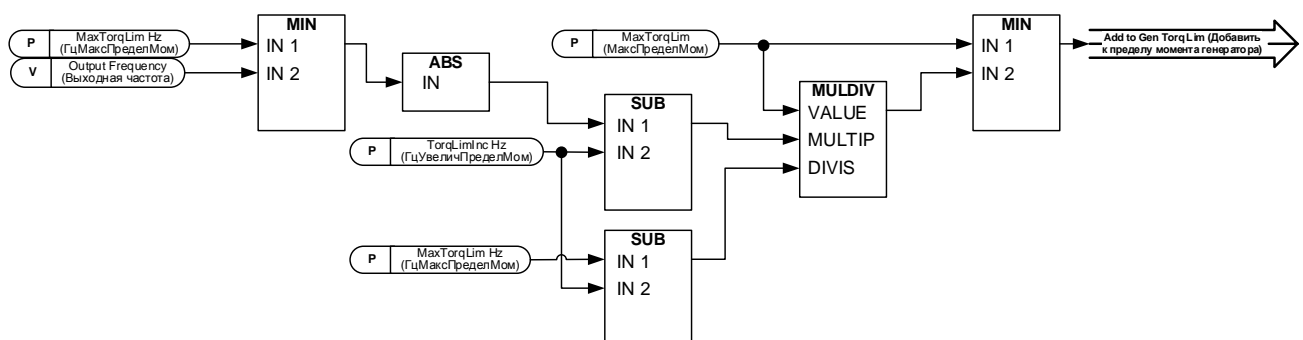 MIN
P
MaxTorqLim Hz
(ГцМаксПределМом)
IN 1
V
Output Frequency
(Выходная частота)
IN 2
ABS
IN
P
TorqLimInc Hz
(ГцУвеличПределМом)
SUB
IN 1
IN 2
P
MaxTorqLim Hz
(ГцМаксПределМом)
SUB
IN 1
IN 2
P
MaxTorqLim
(МаксПределМом)
MULDIV
VALUE
MULTIP
DIVIS
MIN
IN 1
IN 2
Add to Gen TorqLim (Добавить
к пределу момента генератора)